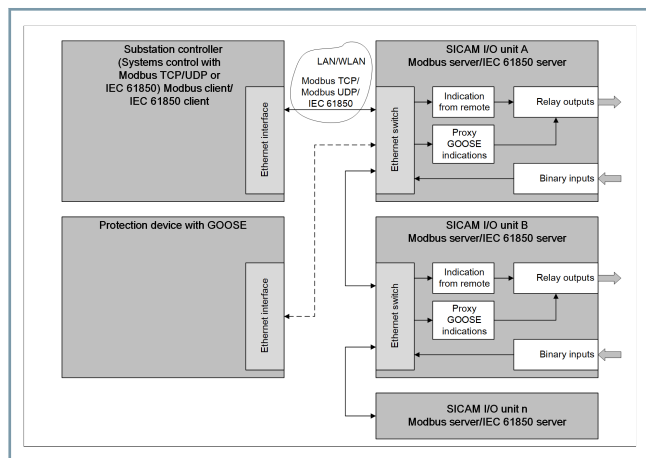 Substation controller
(Systems control with
Modbus TCP/UDP or
IEC 61850) Modbus client/
IEC 61850 client
Ethernet interface
LAN/WLAN
Modbus TCP/
Modbus UDP/
IEC 61850
SICAM I/O unit A
Modbus server/IEC 61850 server
Ethernet switch
Indication
from remote
Relay outputs
Proxy
GOOSE
indications
Binary inputs
Protection device with GOOSE
Ethernet interface
SICAM I/O unit B
Modbus server/IEC 61850 server
Ethernet switch
Indication
from remote
Relay outputs
Proxy
GOOSE
indications
Binary inputs
SICAM I/O unit n
Modbus server/IEC 61850 server